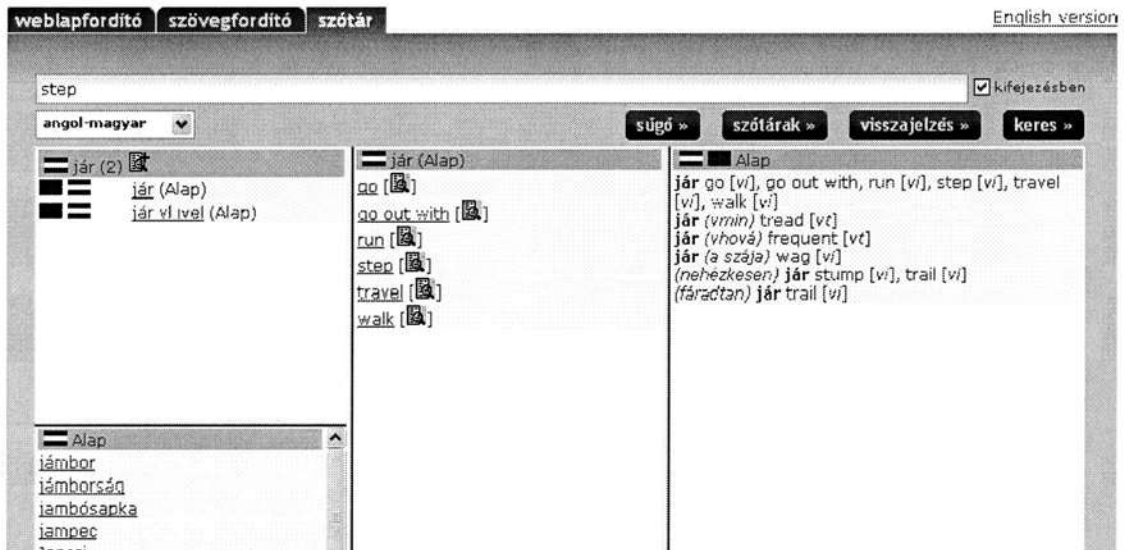 weblapfordító szövegfordító szótár English version
step kifejezésben
angol-magyar súgó » szótárak » visszajelzés » keres »
jár (2)
jár (Alap)
jár vl ivel (Alap)
Alap
jámbor
jámborság
jambósapka
jampec
jár (Alap)
go []
go out with []
run []
step []
travel []
walk []
Alap
jár go [vi], go out with, run [vi], step [vi], travel
[vi], walk [vi]
jár (vmin) tread [vt]
jár (vhová) frequent [vt]
jár (a szája) wag [vi]
(nehézkesen) jár stump [vi], trail [vi]
(fáradtan) jár trail [vi]